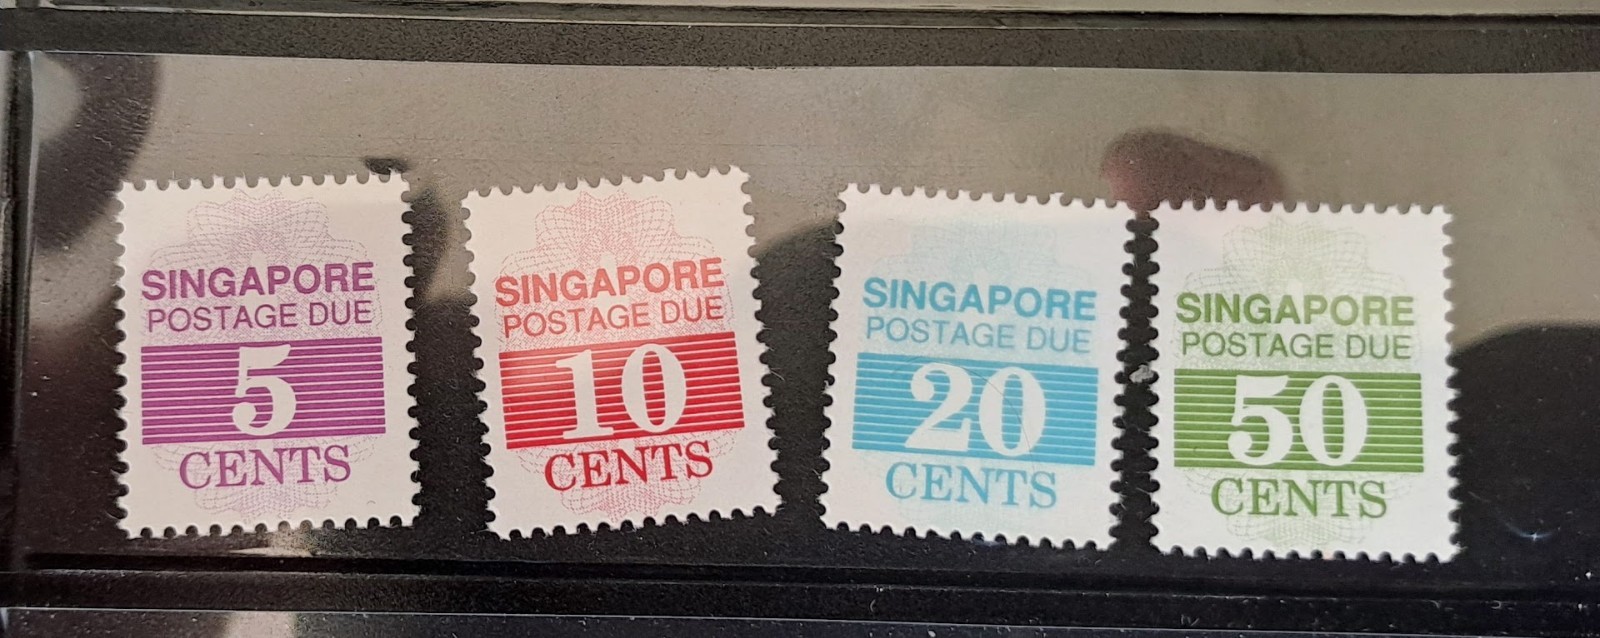 SINGAPORE
POSTAGE DUE
5
CENTS
SINGAPORE
POSTAGE DUE
10
CENTS
SINGAPORE
POSTAGE DUE
20
CENTS
SINGAPORE
POSTAGE DUE
50
CENTS